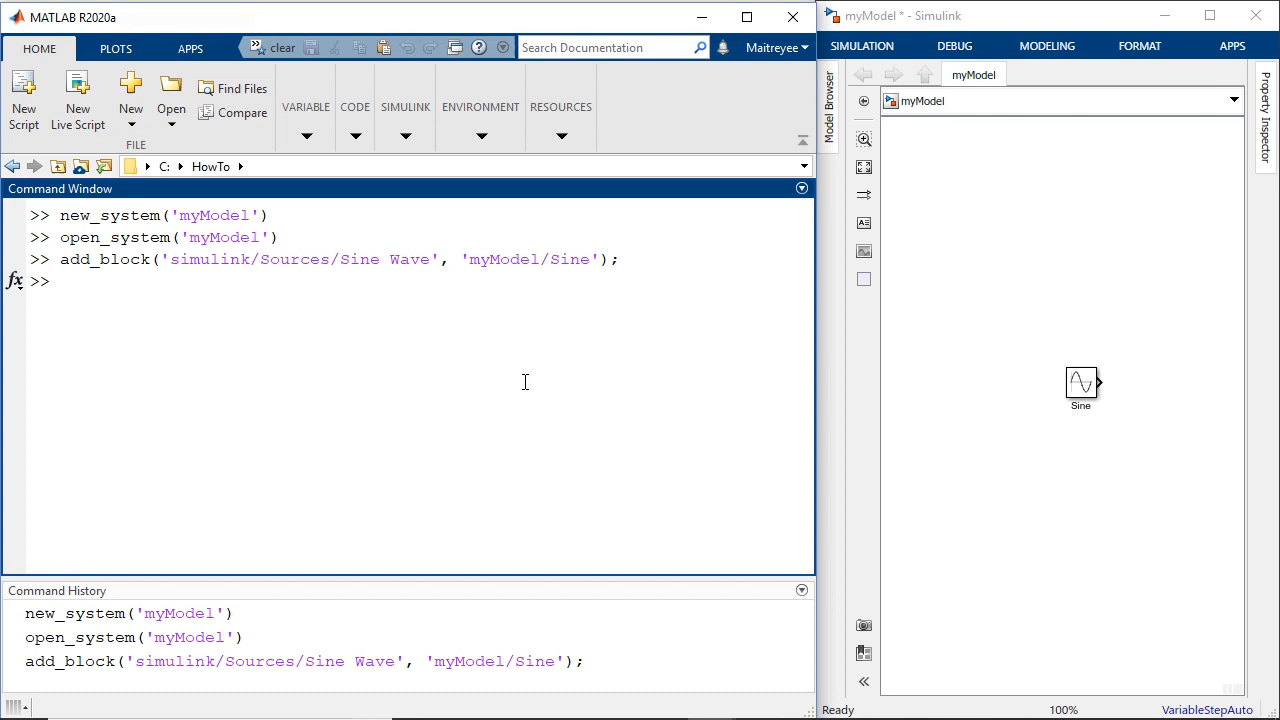 MATLAB R2020a
HOME PLOTS APPS clear Search Documentation Maitreyee
New Script
New Live Script
New
Open
Find Files
Compare
VARIABLE CODE SIMULINK ENVIRONMENT RESOURCES
FILE
C: HowTo
Command Window
>> new_system('myModel')
>> open_system('myModel')
>> add_block('simulink/Sources/Sine Wave', 'myModel/Sine');
fx >>
Command History
new_system('myModel')
open_system('myModel')
add_block('simulink/Sources/Sine Wave', 'myModel/Sine');
myModel * - Simulink
SIMULATION DEBUG MODELING FORMAT APPS
myModel
Model Browser
myModel
Property Inspector
Sine
Ready 100% VariableStepAuto